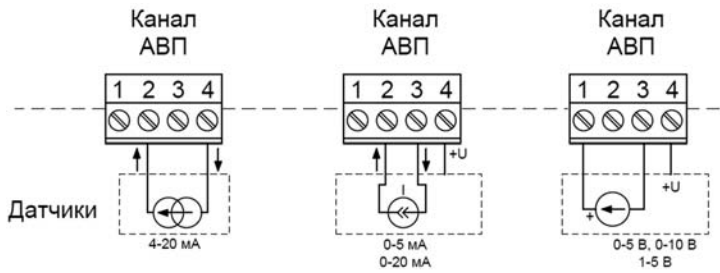 Канал Канал Канал
АВП АВП АВП
1 2 3 4 1 2 3 4 1 2 3 4
+U +U
I
+
Датчики
4-20 мА 0-5 мА 0-5 В, 0-10 В
0-20 мА 1-5 В